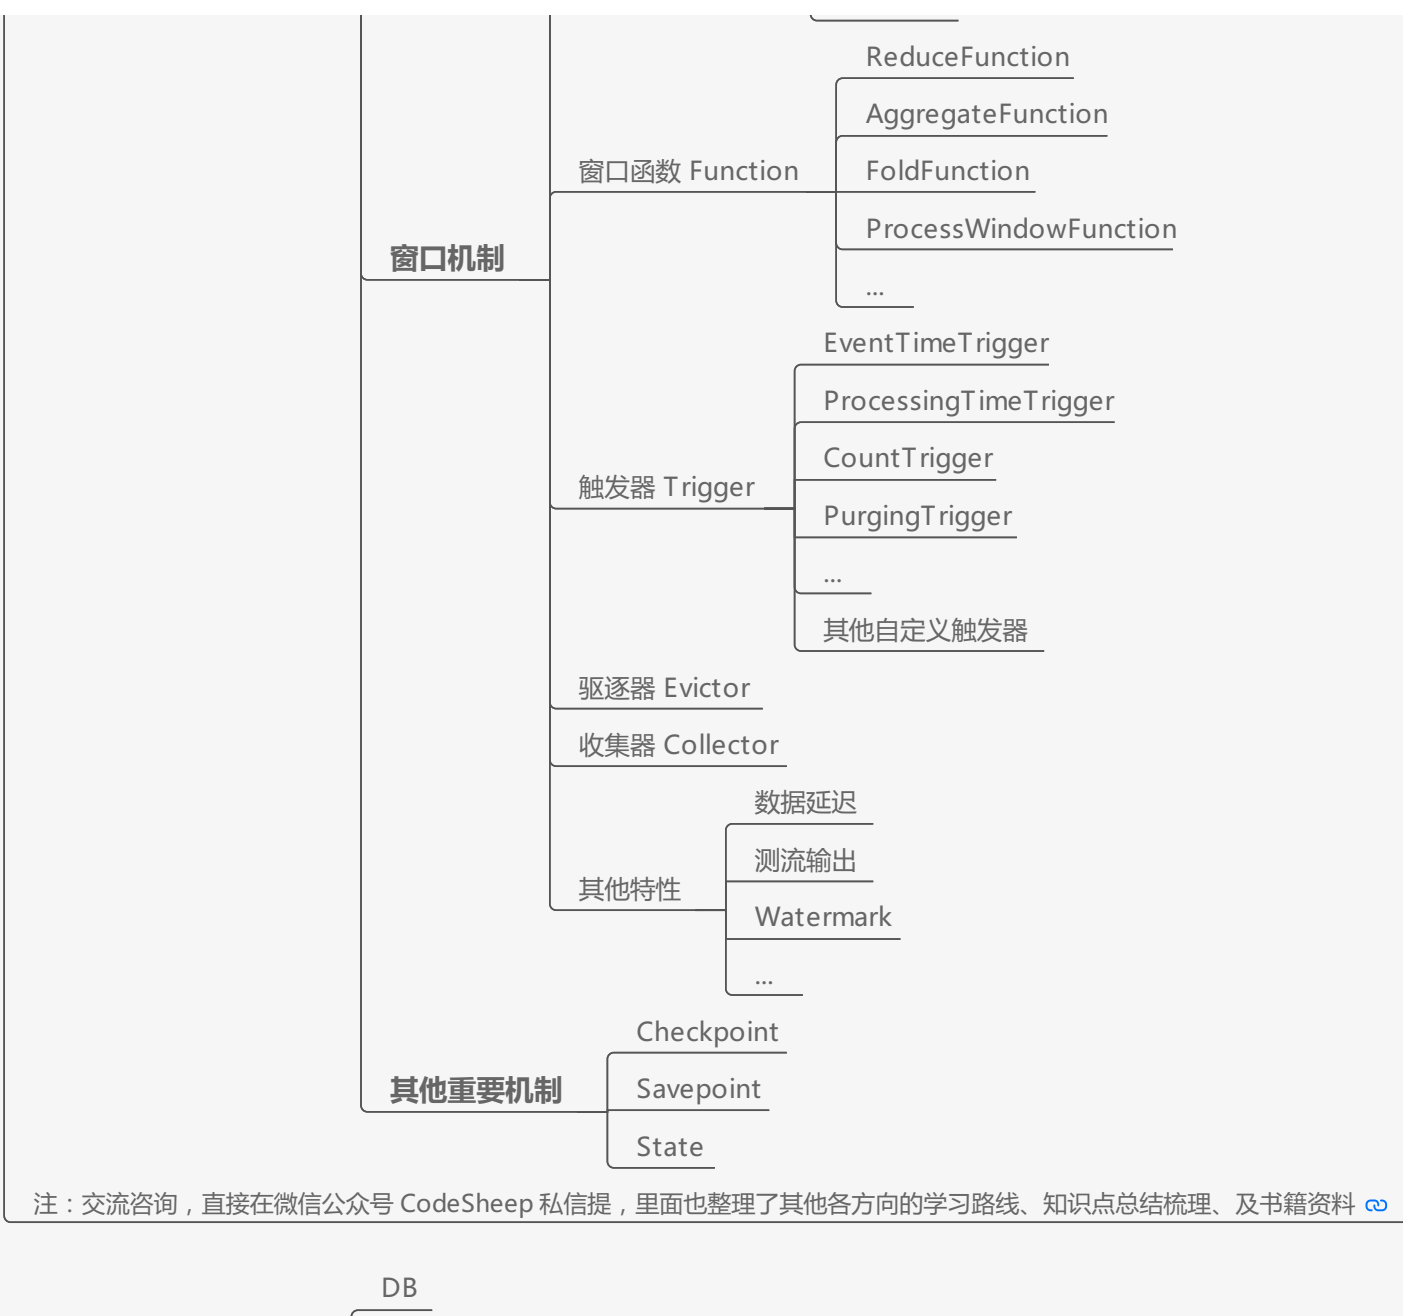 ReduceFunction
AggregateFunction
窗口函数 Function
FoldFunction
ProcessWindowFunction
窗口机制
...
EventTimeTrigger
ProcessingTimeTrigger
CountTrigger
触发器 Trigger
PurgingTrigger
...
其他自定义触发器
驱逐器 Evictor
收集器 Collector
数据延迟
测流输出
其他特性
Watermark
...
Checkpoint
其他重要机制
Savepoint
State
注：交流咨询，直接在微信公众号 CodeSheep 私信提，里面也整理了其他各方向的学习路线、知识点总结梳理、及书籍资料
DB